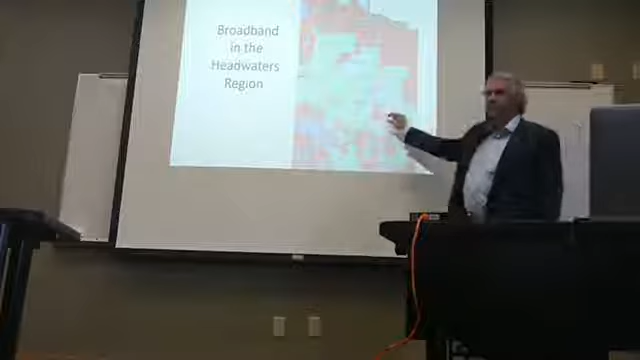 Broadband
in the
Headwaters
Region